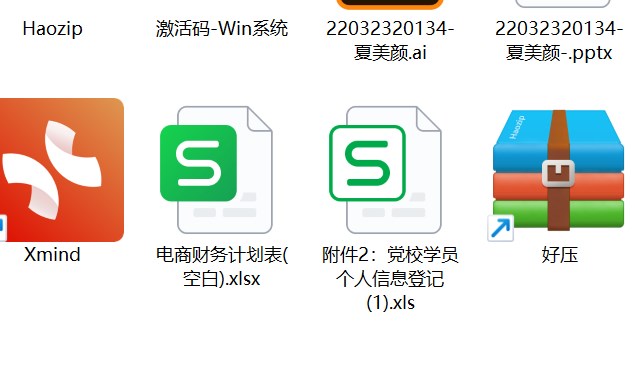 Haozip
激活码-Win系统
22032320134-
夏美颜.ai
22032320134-
夏美颜-.pptx
Haozip
Xmind
电商财务计划表(
空白).xlsx
附件2：党校学员
个人信息登记
(1).xls
好压